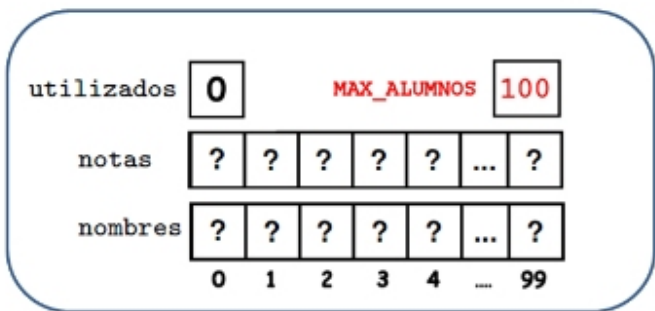 utilizados 0 MAX_ALUMNOS 100
notas ? ? ? ? ? ... ?
nombres ? ? ? ? ? ... ?
0 1 2 3 4 .... 99